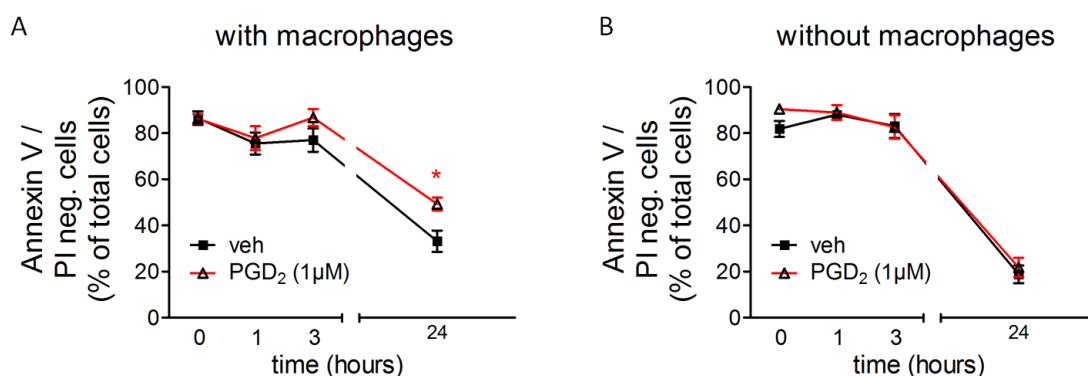 A
with macrophages
Annexin V /
PI neg. cells
(% of total cells)
100
80
60
40
20
0
*
veh
PGD₂ (1µM)
0 1 3 24
time (hours)
B
without macrophages
Annexin V /
PI neg. cells
(% of total cells)
100
80
60
40
20
0
veh
PGD₂ (1µM)
0 1 3 24
time (hours)